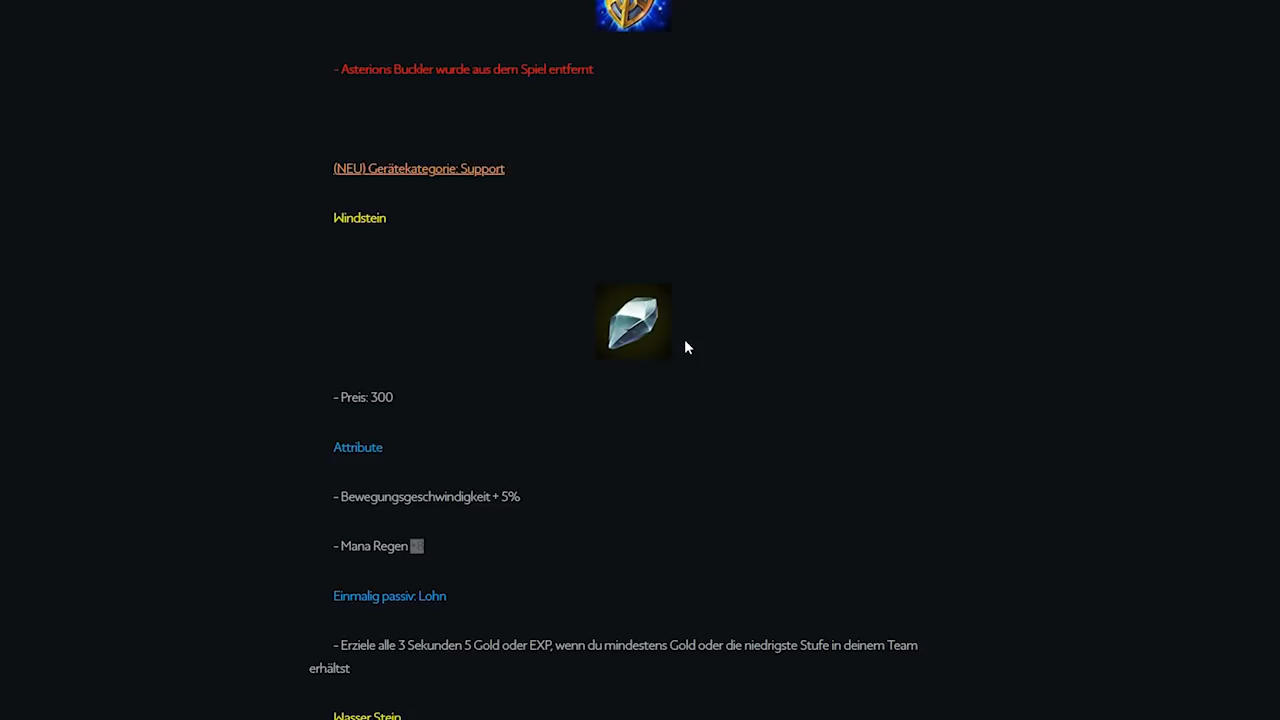 - Asterions Buckler wurde aus dem Spiel entfernt
(NEU) Gerätekategorie: Support
Windstein
- Preis: 300
Attribute
- Bewegungsgeschwindigkeit + 5%
- Mana Regen
Einmalig passiv: Lohn
- Erziele alle 3 Sekunden 5 Gold oder EXP, wenn du mindestens Gold oder die niedrigste Stufe in deinem Team
erhältst
Wasser Stein